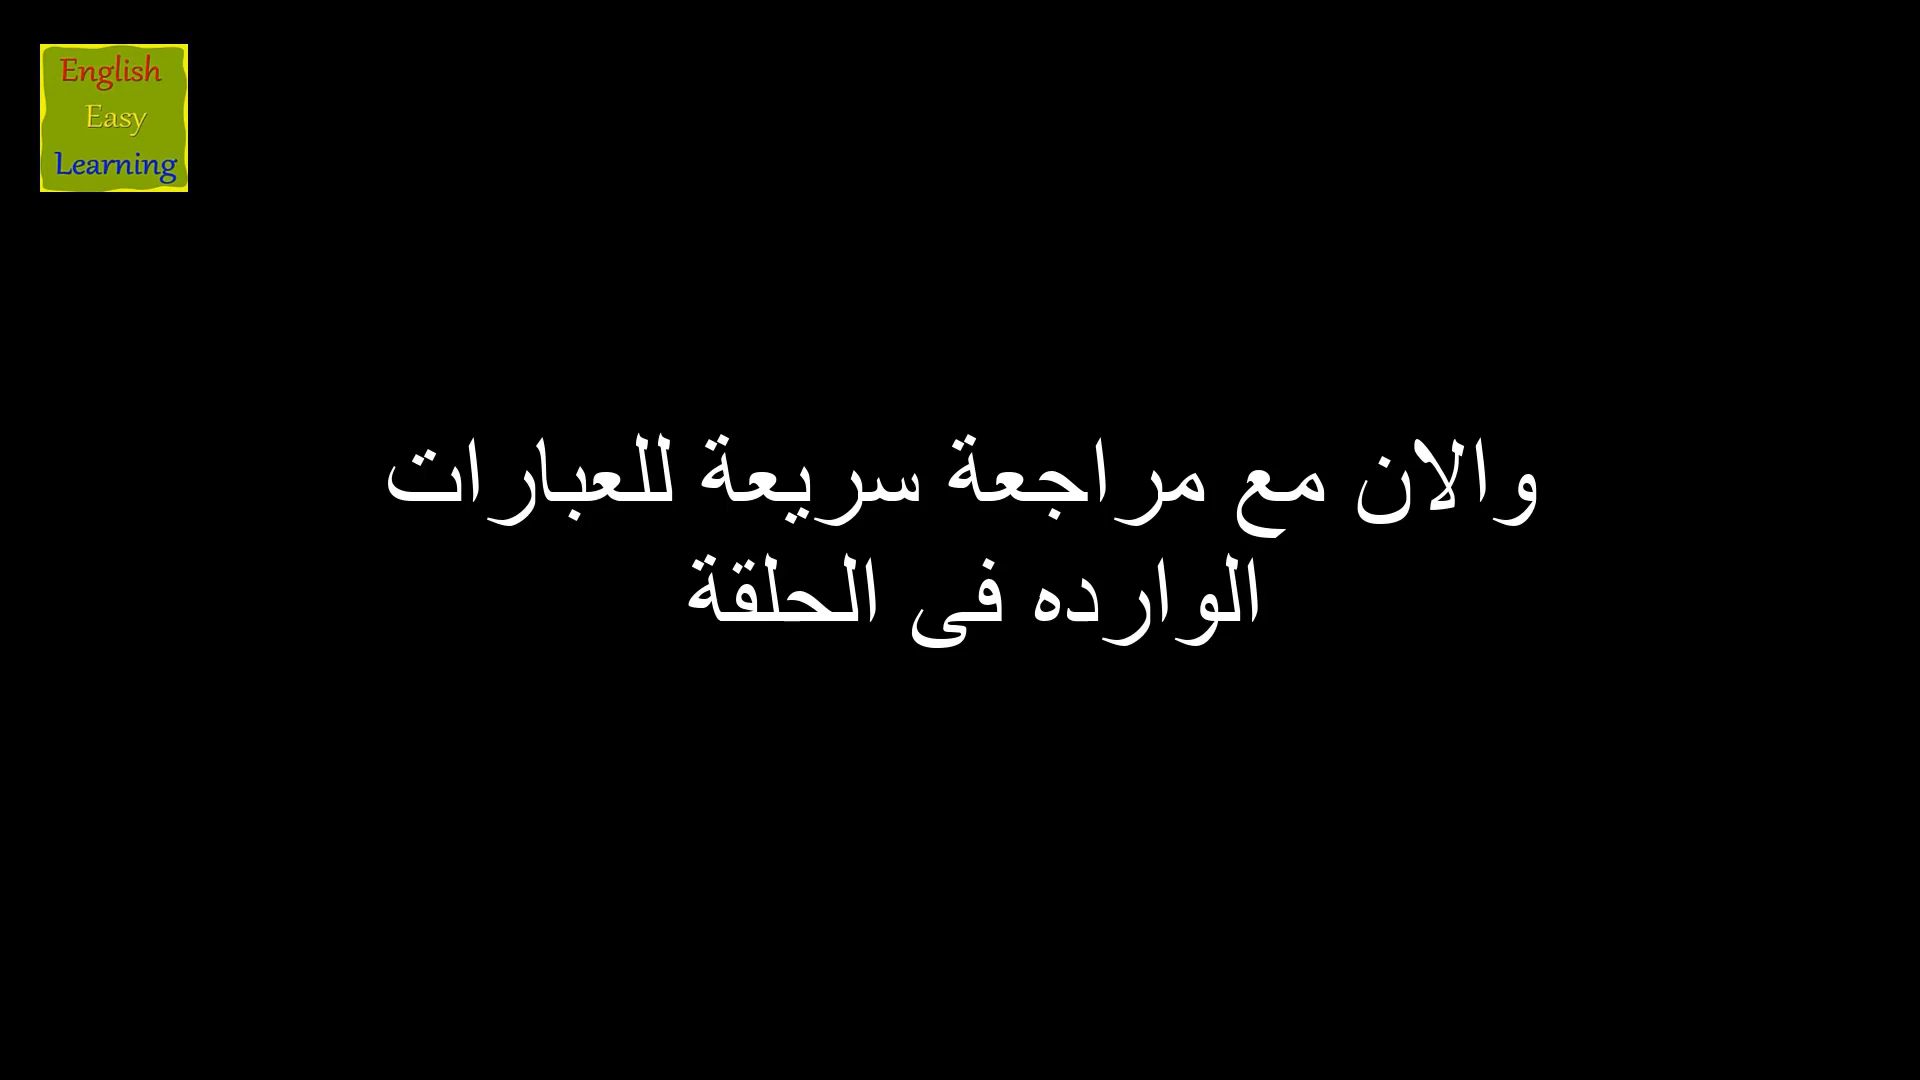 English
Easy
Learning
والان مع مراجعة سريعة للعبارات
الوارده فى الحلقة